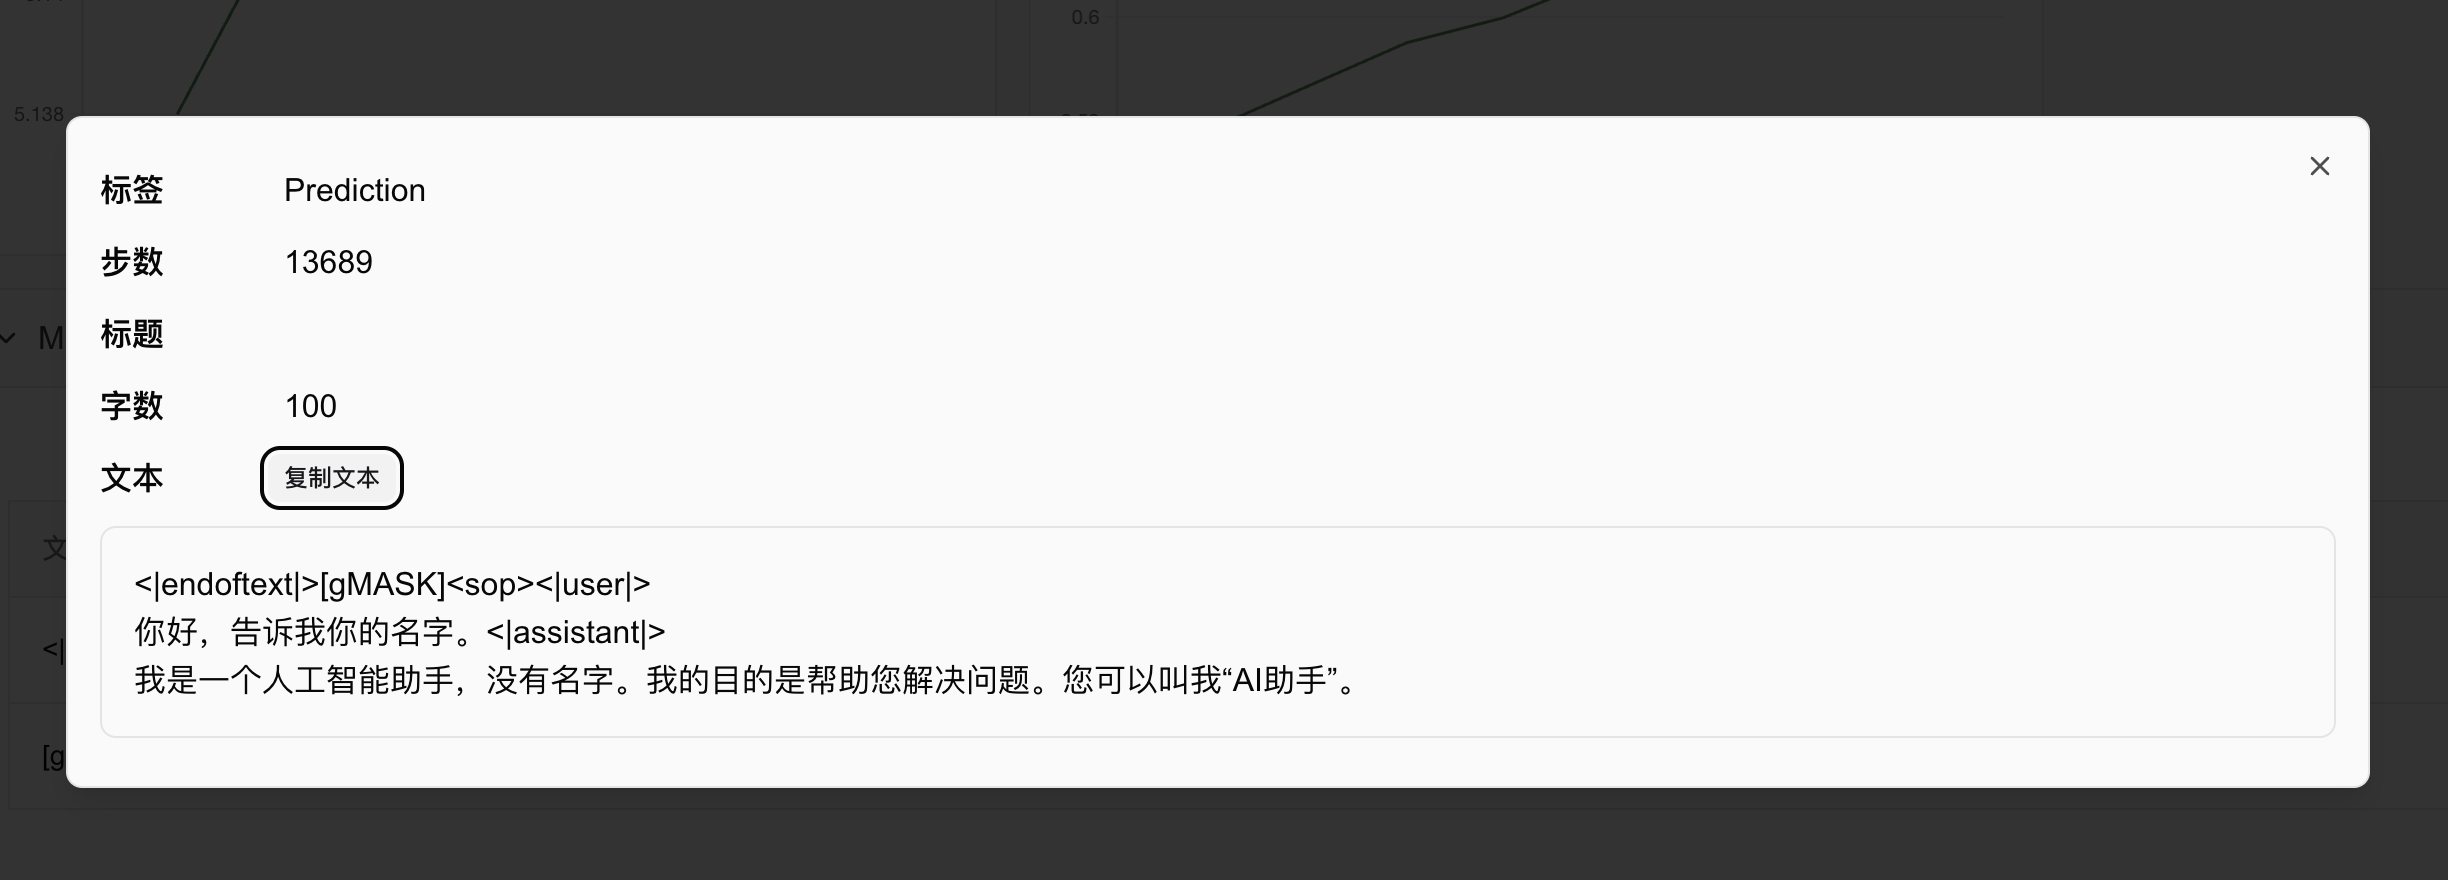 0.6
5.138
标签 Prediction
步数 13689
标题
M
字数 100
文本 复制文本
文
<|endoftext|>[gMASK]<sop><|user|>
你好，告诉我你的名字。<|assistant|>
<|
我是一个人工智能助手，没有名字。我的目的是帮助您解决问题。您可以叫我“AI助手”。
[g